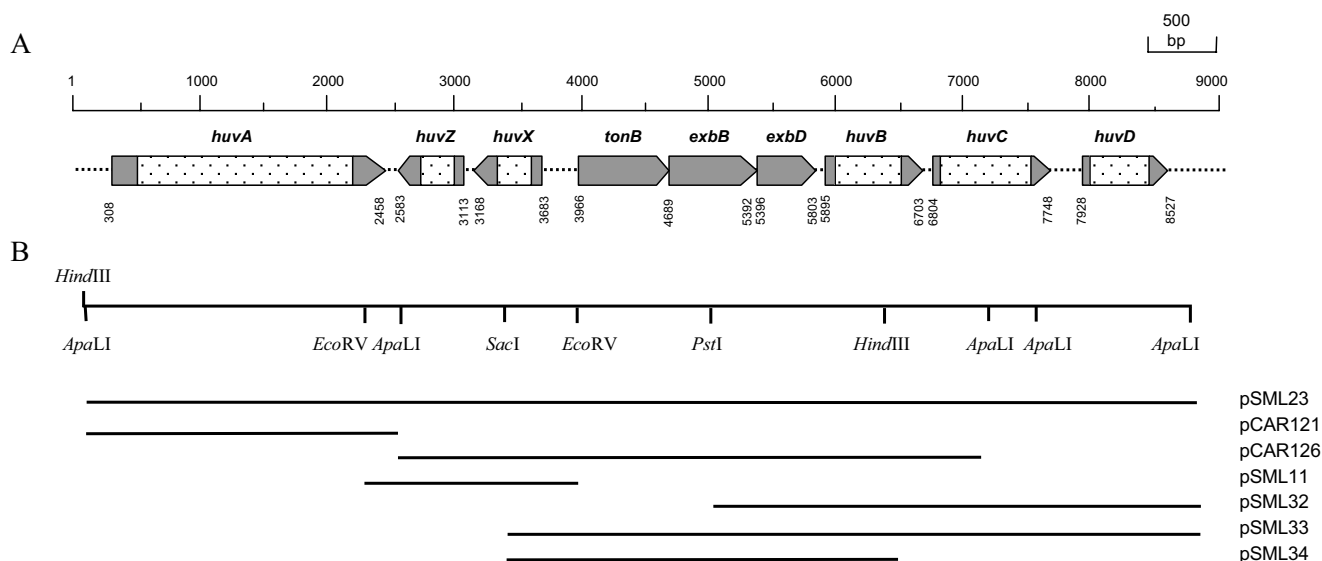 500
bp
A
1 1000 2000 3000 4000 5000 6000 7000 8000 9000
huvA huvZ huvX tonB exbB exbD huvB huvC huvD
308 2458 2583 3113 3168 3683 3966 4689 5392 5396 5803 5895 6703 6804 7748 7928 8527
B
HindIII
ApaLI EcoRV ApaLI SacI EcoRV PstI HindIII ApaLI ApaLI ApaLI
pSML23
pCAR121
pCAR126
pSML11
pSML32
pSML33
pSML34